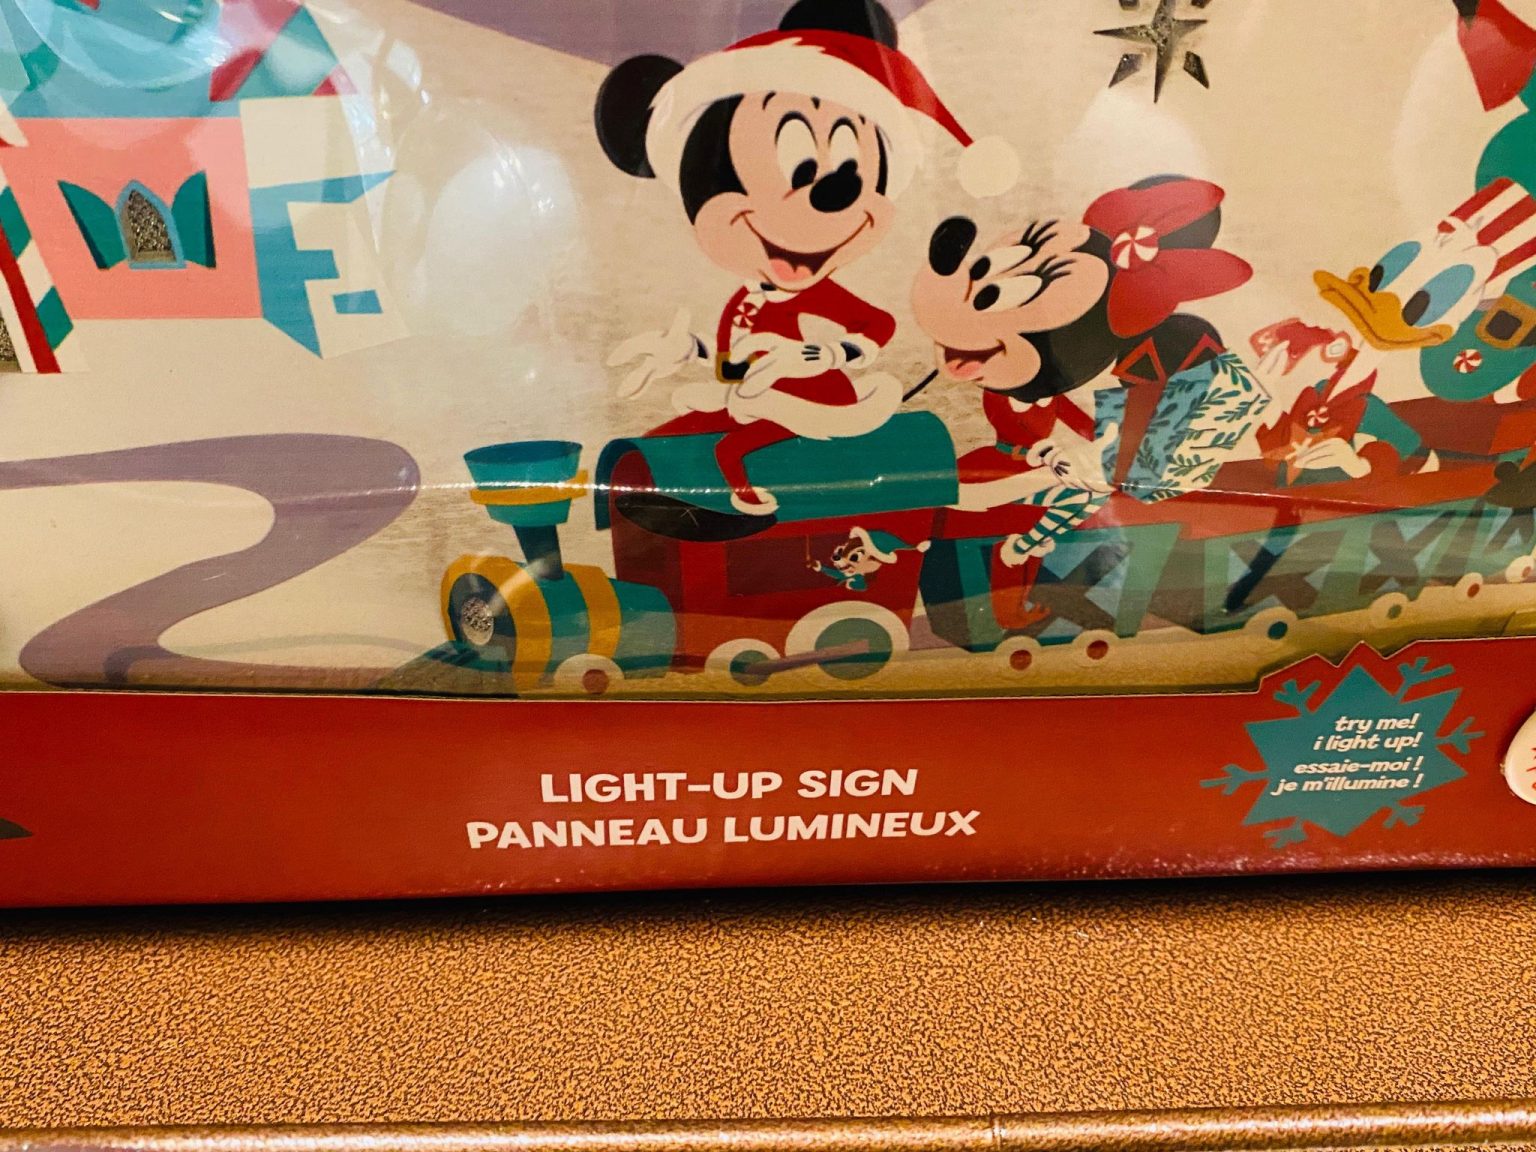 LIGHT-UP SIGN
PANNEAU LUMINEUX
try me!
i light up!
essaie-moi !
je m'illumine !